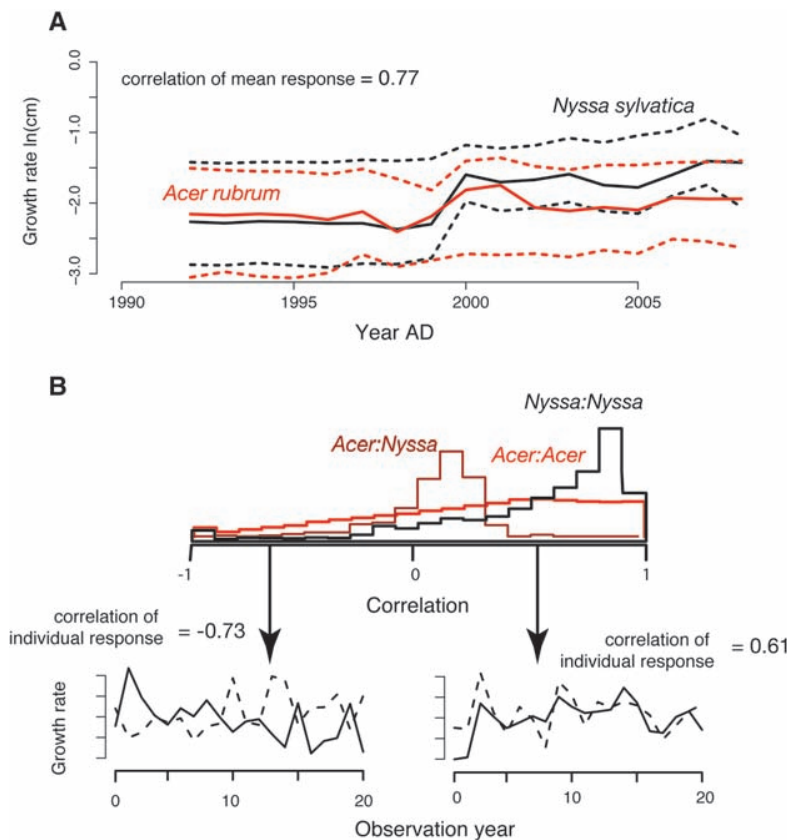 A
0.0
correlation of mean response = 0.77
Nyssa sylvatica
-1.0
Growth rate ln(cm)
Acer rubrum
-2.0
-3.0
1990 1995 2000 2005
Year AD
B
Nyssa:Nyssa
Acer:Nyssa
Acer:Acer
-1 0 1
Correlation
correlation of
individual response = -0.73
correlation of
individual response = 0.61
Growth rate
0 10 20
0 10 20
Observation year